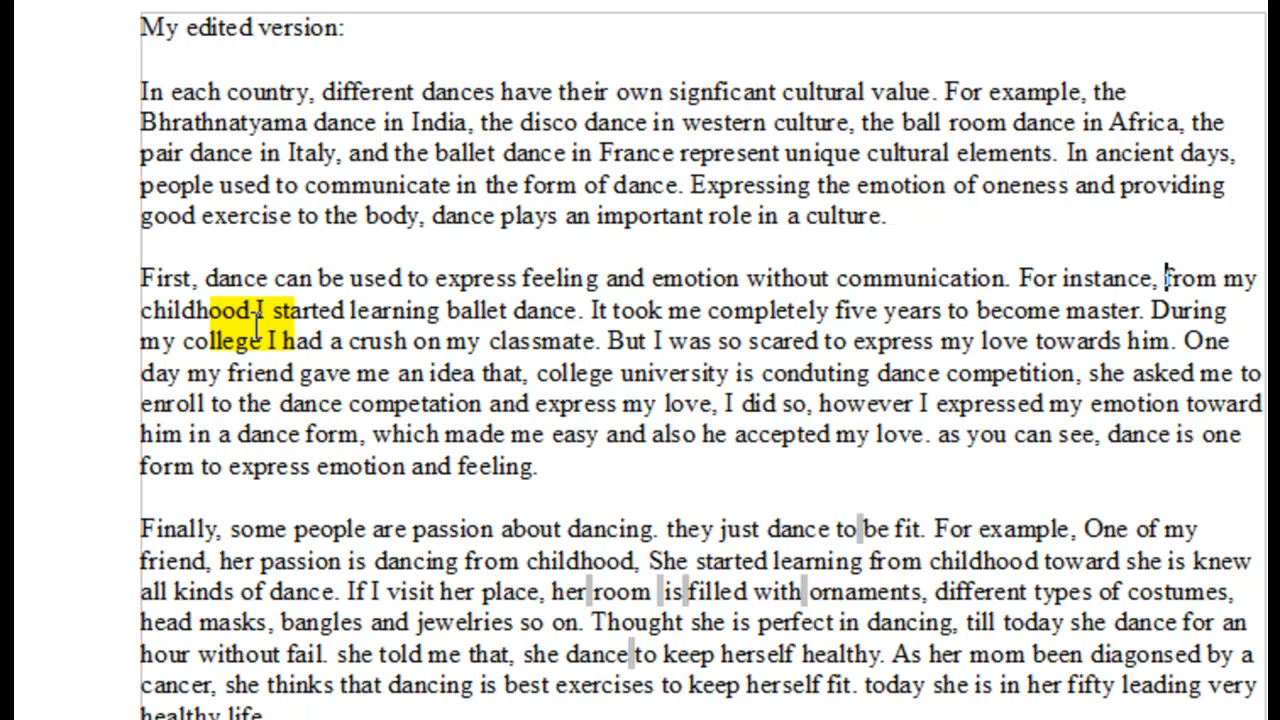 My edited version:
In each country, different dances have their own signficant cultural value. For example, the
Bhrathnatyama dance in India, the disco dance in western culture, the ball room dance in Africa, the
pair dance in Italy, and the ballet dance in France represent unique cultural elements. In ancient days,
people used to communicate in the form of dance. Expressing the emotion of oneness and providing
good exercise to the body, dance plays an important role in a culture.
First, dance can be used to express feeling and emotion without communication. For instance, from my
childhood I started learning ballet dance. It took me completely five years to become master. During
my college I had a crush on my classmate. But I was so scared to express my love towards him. One
day my friend gave me an idea that, college university is conduting dance competition, she asked me to
enroll to the dance competation and express my love, I did so, however I expressed my emotion toward
him in a dance form, which made me easy and also he accepted my love. as you can see, dance is one
form to express emotion and feeling.
Finally, some people are passion about dancing. they just dance to be fit. For example, One of my
friend, her passion is dancing from childhood, She started learning from childhood toward she is knew
all kinds of dance. If I visit her place, her room is filled with ornaments, different types of costumes,
head masks, bangles and jewelries so on. Thought she is perfect in dancing, till today she dance for an
hour without fail. she told me that, she dance to keep herself healthy. As her mom been diagonsed by a
cancer, she thinks that dancing is best exercises to keep herself fit. today she is in her fifty leading very
healthy life.